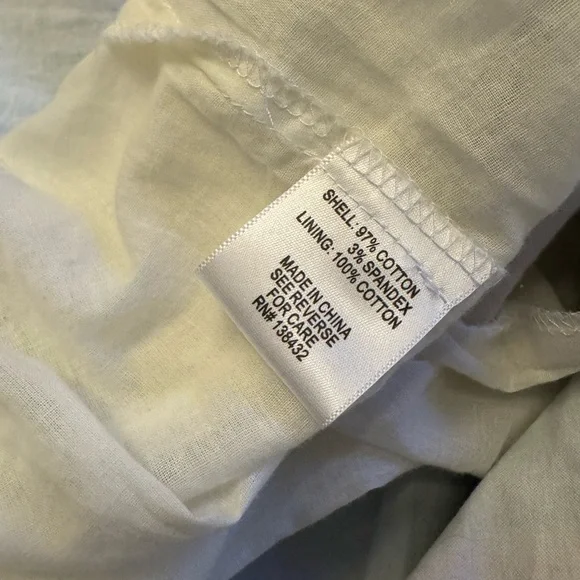 SHELL: 97% COTTON
3% SPANDEX
LINING: 100% COTTON
MADE IN CHINA
SEE REVERSE
FOR CARE
RN# 138432